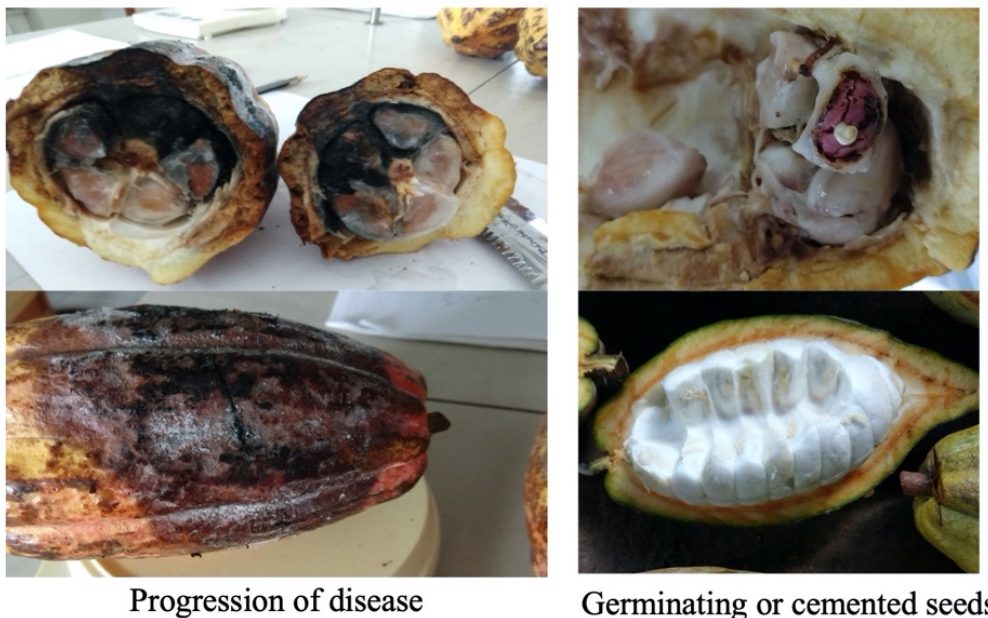 Progression of disease
Germinating or cemented seeds